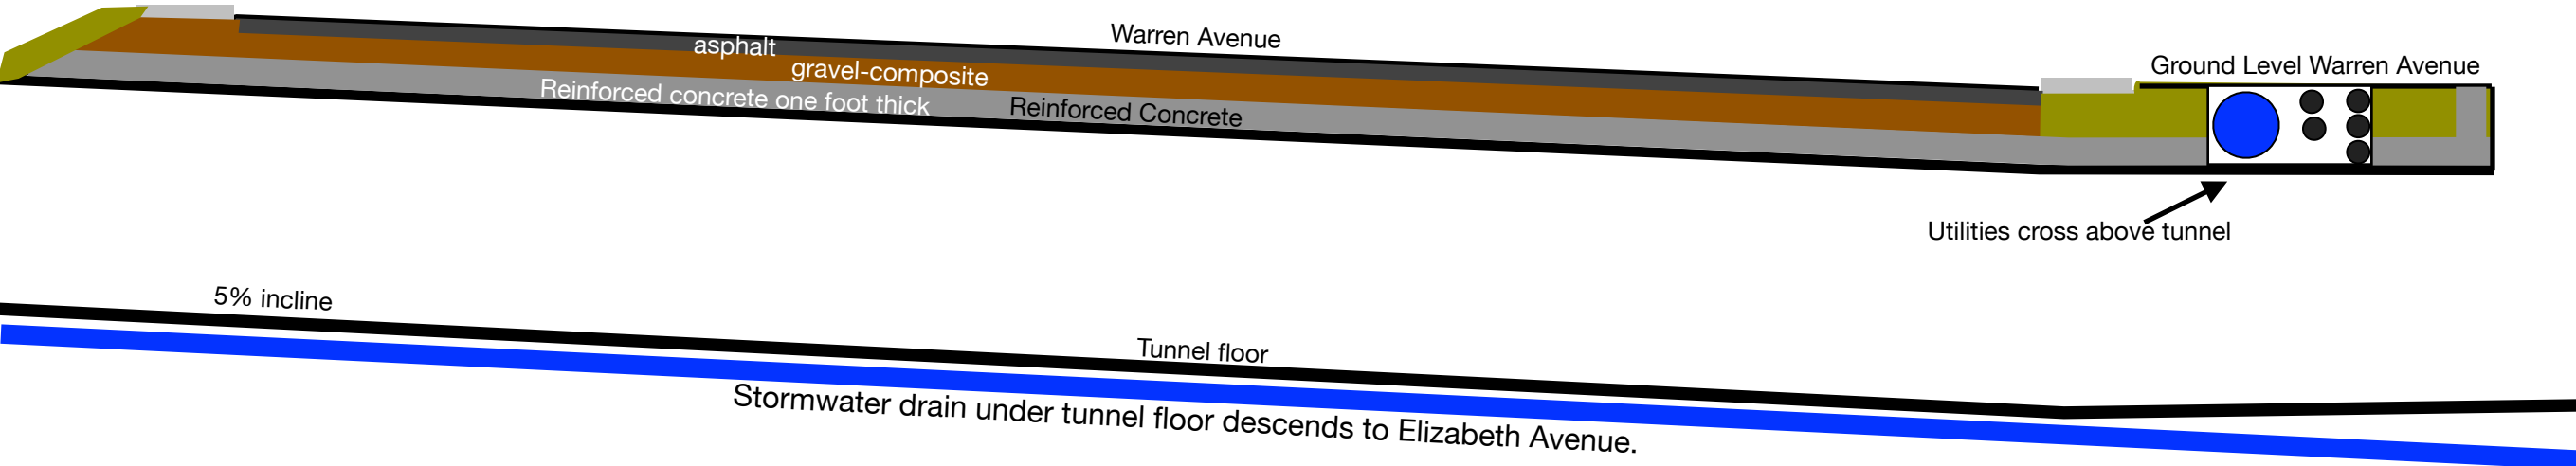 Warren Avenue
asphalt
Ground Level Warren Avenue
gravel-composite
Reinforced concrete one foot thick
Reinforced Concrete
Utilities cross above tunnel
5% incline
Tunnel floor
Stormwater drain under tunnel floor descends to Elizabeth Avenue.